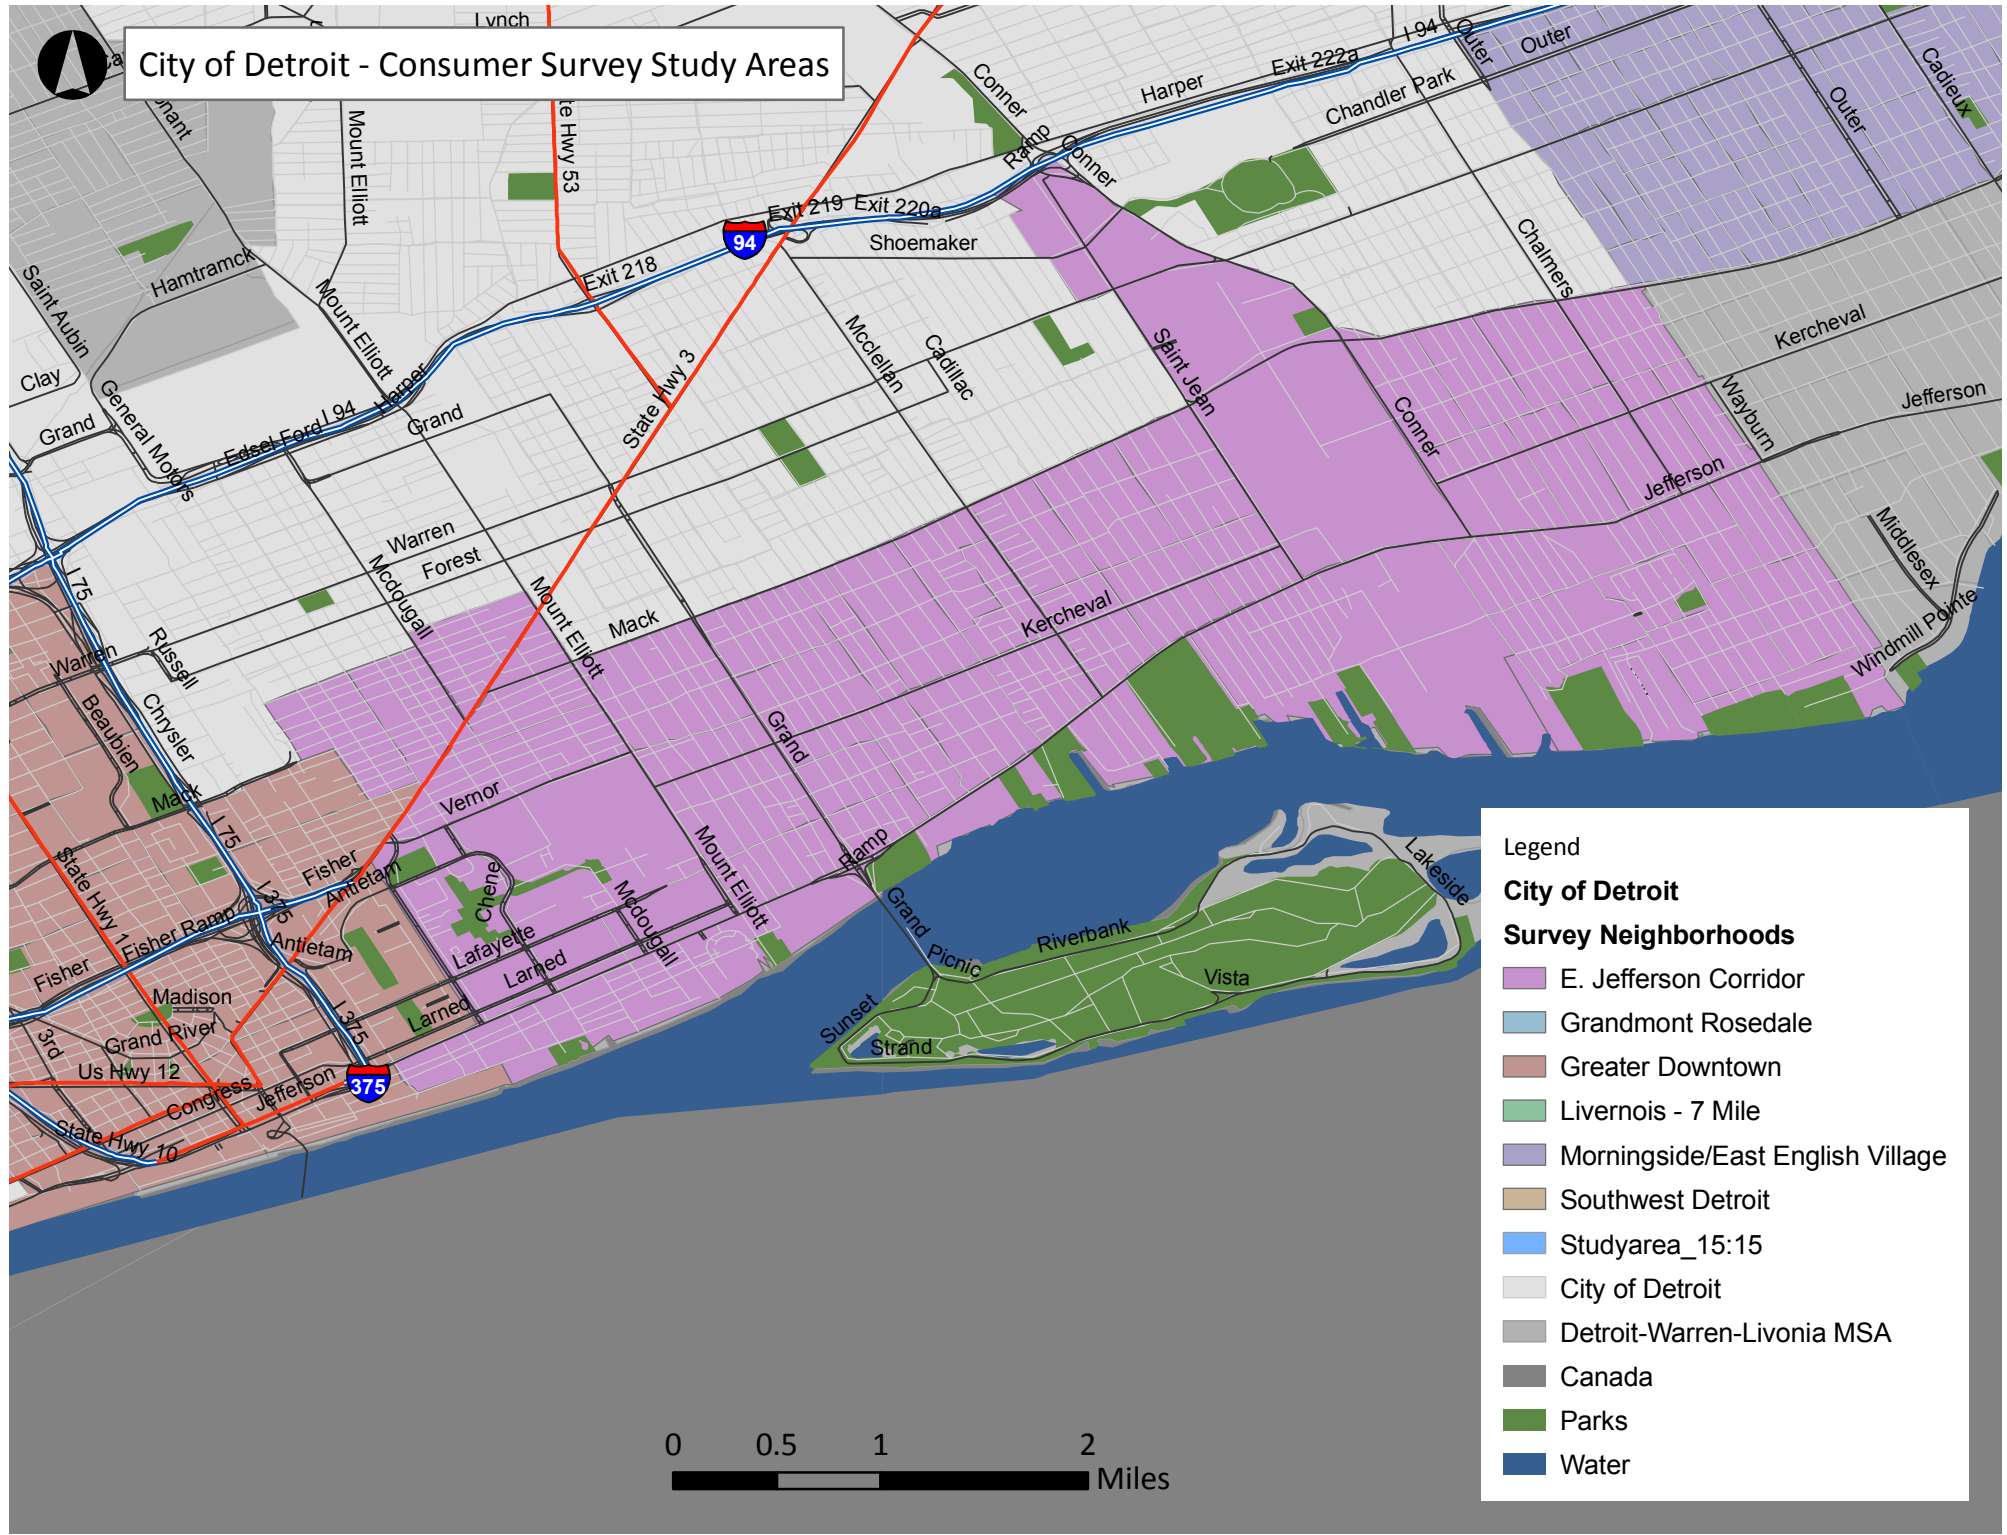 Lynch
City of Detroit - Consumer Survey Study Areas
Conner
Harper
Exit 222a
I 94
Outer
Outer
Chandler Park
Outer
Cadieux
Mount Elliott
te Hwy 53
Ramp
Conner
Exit 219
Exit 220a
94
Shoemaker
Exit 218
Hamtramck
Saint Aubin
Mount Elliott
Chalmers
Clay
Grand
General Motors
Edsel Ford
I 94
Harper
Grand
State Hwy 3
Mcclellan
Cadillac
Saint Jean
Conner
Kercheval
Wayburn
Jefferson
Jefferson
Middlesex
Windmill Pointe
Warren
Forest
Mcdougall
Mount Elliott
Mack
Kercheval
I 75
Russell
Warren
Beaubien
Chrysler
Mack
Grand
Vernor
I 75
Fisher
Antietam
Chene
Mcdougall
Mount Elliott
Ramp
Lakeside
State Hwy 1
Fisher Ramp
I 375
Antietam
Lafayette
Larned
Larned
Grand
Picnic
Riverbank
Vista
Sunset
Strand
Fisher
Madison
Grand River
3rd
Us Hwy 12
Congress
Jefferson
I 375
375
State Hwy 10
Legend
City of Detroit
Survey Neighborhoods
E. Jefferson Corridor
Grandmont Rosedale
Greater Downtown
Livernois - 7 Mile
Morningside/East English Village
Southwest Detroit
Studyarea_15:15
City of Detroit
Detroit-Warren-Livonia MSA
Canada
Parks
Water
0 0.5 1 2
Miles